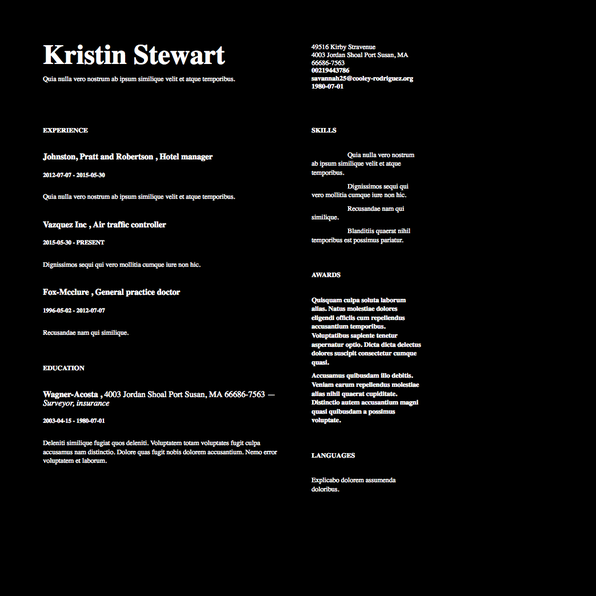 Kristin Stewart
Quia nulla vero nostrum ab ipsum similique velit et atque temporibus.
49516 Kirby Stravenue
4003 Jordan Shoal Port Susan, MA
66686-7563
00219443786
savannah25@cooley-rodriguez.org
1980-07-01
EXPERIENCE
Johnston, Pratt and Robertson , Hotel manager
2012-07-07 - 2015-05-30
Quia nulla vero nostrum ab ipsum similique velit et atque temporibus.
Vazquez Inc , Air traffic controller
2015-05-30 - PRESENT
Dignissimos sequi qui vero mollitia cumque iure non hic.
Fox-Mcclure , General practice doctor
1996-05-02 - 2012-07-07
Recusandae nam qui similique.
EDUCATION
Wagner-Acosta , 4003 Jordan Shoal Port Susan, MA 66686-7563 —
Surveyor, insurance
2003-04-15 - 1980-07-01
Deleniti similique fugiat quos deleniti. Voluptatem totam voluptates fugit culpa
accusamus nam distinctio. Dolore quas fugit nobis dolorem accusantium. Nemo error
voluptatem et laborum.
SKILLS
Quia nulla vero nostrum
ab ipsum similique velit et atque
temporibus.
Dignissimos sequi qui
vero mollitia cumque iure non hic.
Recusandae nam qui
similique.
Blanditiis quaerat nihil
temporibus est possimus pariatur.
AWARDS
Quisquam culpa soluta laborum
alias. Natus molestiae dolores
eligendi officiis cum repellendus
accusantium temporibus.
Voluptatibus sapiente tenetur
aspernatur optio. Dicta dicta delectus
dolores suscipit consectetur cumque
quasi.
Accusamus quibusdam illo debitis.
Veniam earum repellendus molestiae
alias nihil quaerat cupiditate.
Distinctio autem accusantium magni
quasi quibusdam a possimus
voluptate.
LANGUAGES
Explicabo dolorem assumenda
doloribus.